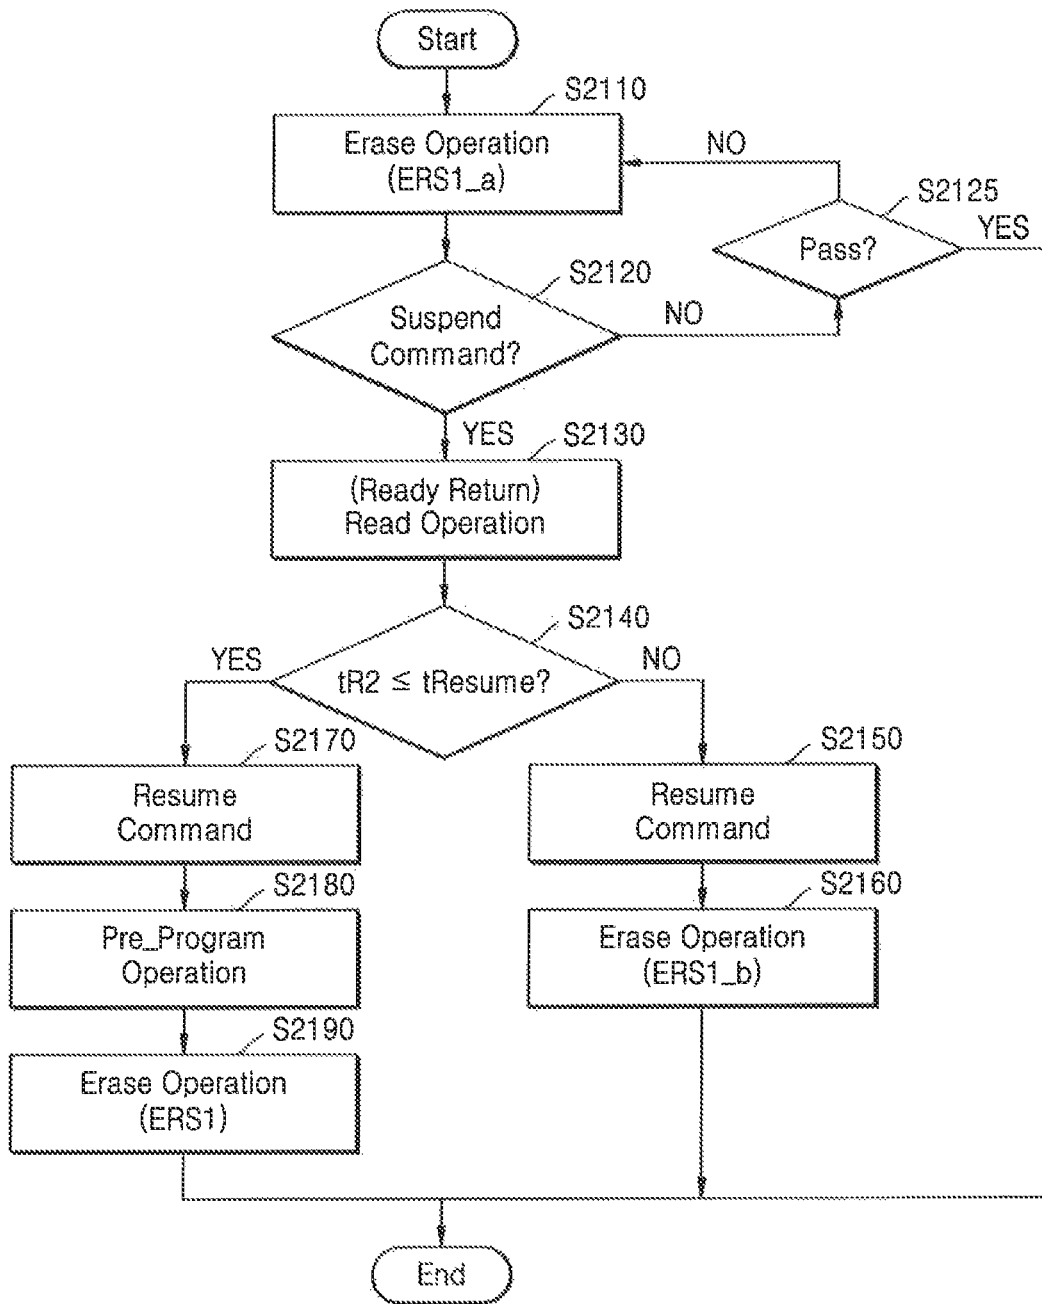 Start
S2110
Erase Operation
(ERS1_a)
NO
S2125
Pass?
YES
S2120
Suspend
Command?
NO
YES
S2130
(Ready Return)
Read Operation
S2140
YES
tR2 ≤ tResume?
NO
S2170
Resume
Command
S2150
Resume
Command
S2180
Pre_Program
Operation
S2160
Erase Operation
(ERS1_b)
S2190
Erase Operation
(ERS1)
End